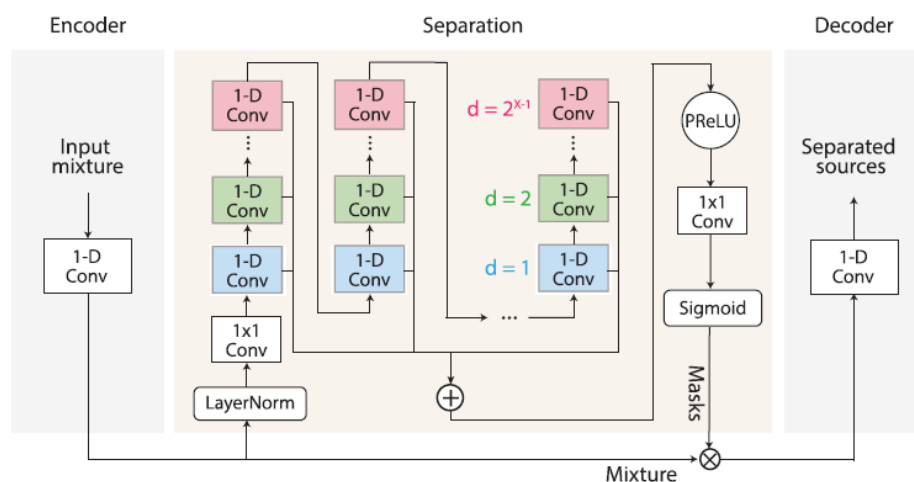 Encoder
Separation
Decoder
Input
mixture
1-D
Conv
1-D
Conv
...
1-D
Conv
1-D
Conv
1x1
Conv
LayerNorm
1-D
Conv
...
1-D
Conv
1-D
Conv
...
...
d = 2^{X-1}
1-D
Conv
...
d = 2
1-D
Conv
d = 1
1-D
Conv
PReLU
1x1
Conv
Sigmoid
Masks
Mixture
Separated
sources
1-D
Conv